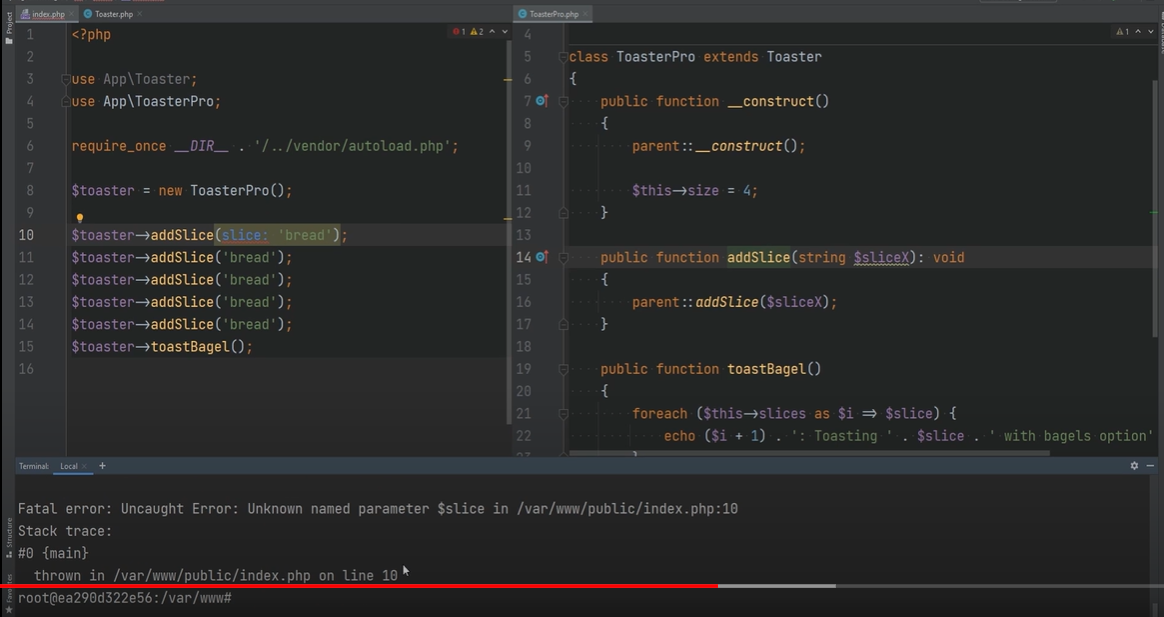 Project
index.php
Toaster.php
1 <?php
1 2
2
3 use App\Toaster;
4 use App\ToasterPro;
5
6 require_once __DIR__ . '/../vendor/autoload.php';
7
8 $toaster = new ToasterPro();
9
10 $toaster->addSlice(slice: 'bread');
11 $toaster->addSlice('bread');
12 $toaster->addSlice('bread');
13 $toaster->addSlice('bread');
14 $toaster->addSlice('bread');
15 $toaster->toastBagel();
16
ToasterPro.php
1
4
5 class ToasterPro extends Toaster
6 {
7 public function __construct()
8 {
9 parent::__construct();
10
11 $this->size = 4;
12 }
13
14 public function addSlice(string $sliceX): void
15 {
16 parent::addSlice($sliceX);
17 }
18
19 public function toastBagel()
20 {
21 foreach ($this->slices as $i => $slice) {
22 echo ($i + 1) . ': Toasting ' . $slice . ' with bagels option'
Terminal: Local +
Structure
Fatal error: Uncaught Error: Unknown named parameter $slice in /var/www/public/index.php:10
Stack trace:
#0 {main}
thrown in /var/www/public/index.php on line 10
root@ea290d322e56:/var/www#